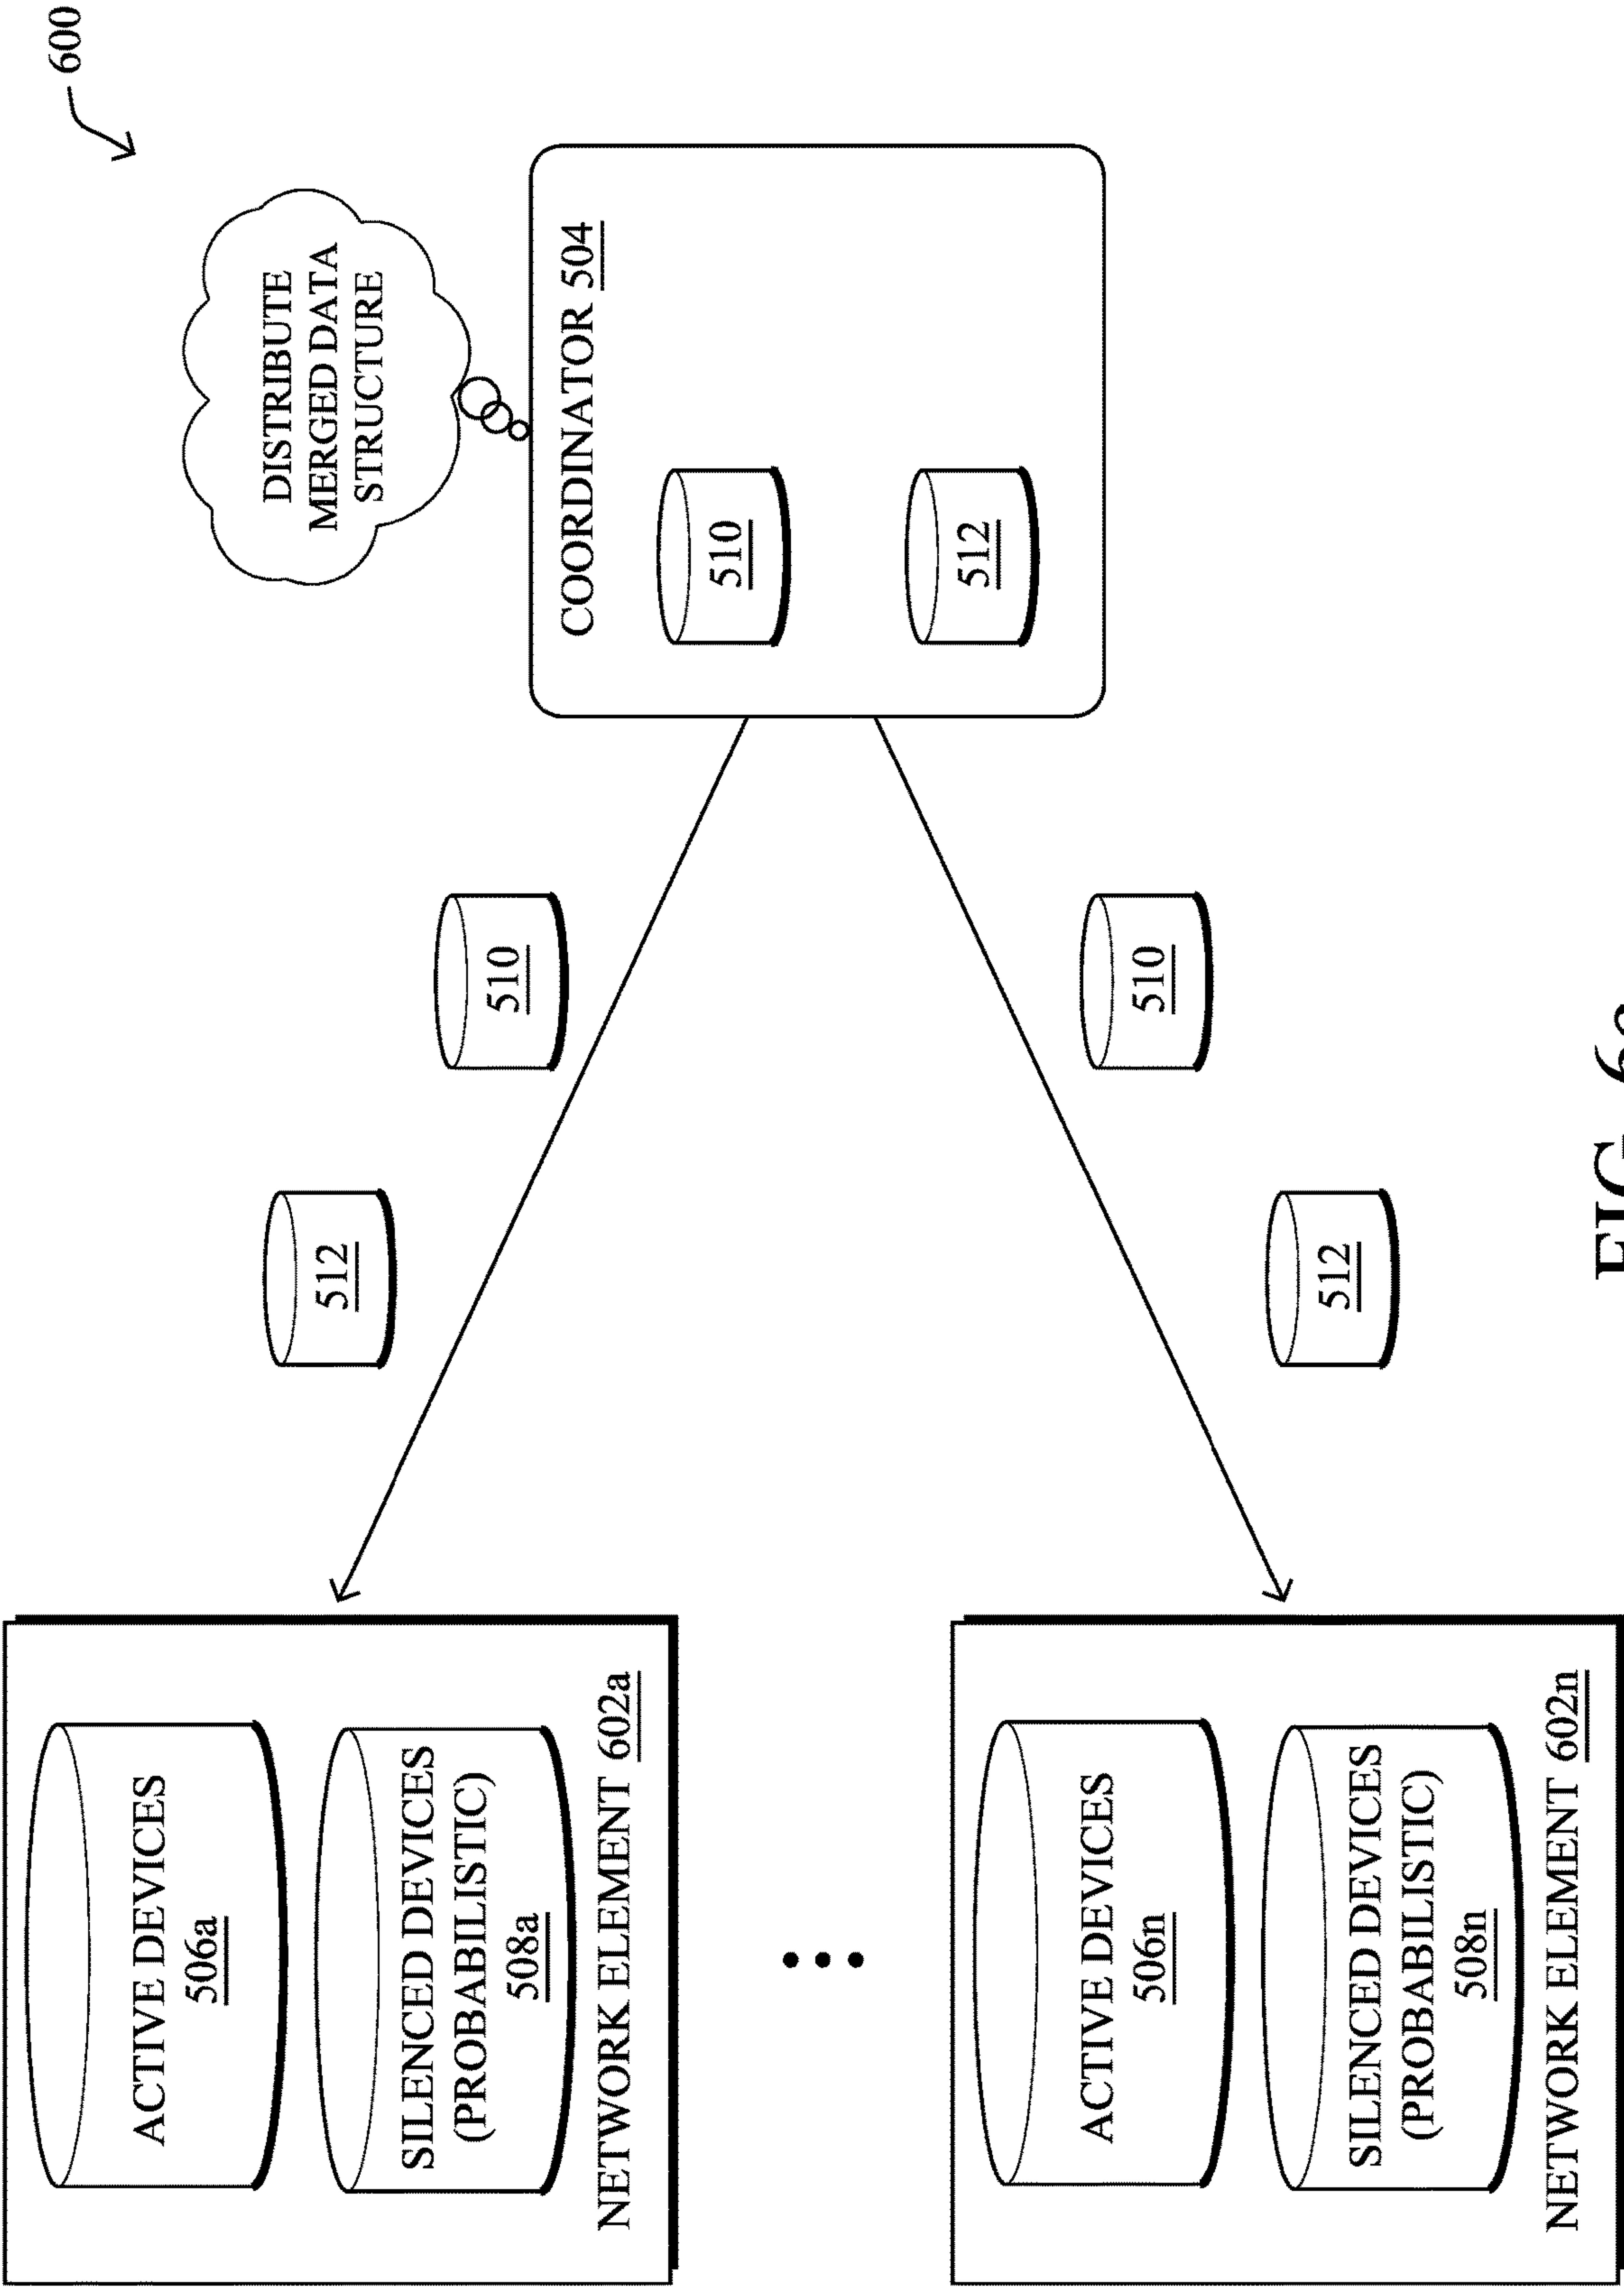 600
ACTIVE DEVICES
506a
SILENCED DEVICES
(PROBABILISTIC)
508a
NETWORK ELEMENT 602a
512
510
DISTRIBUTE
MERGED DATA
STRUCTURE
COORDINATOR 504
510
512
ACTIVE DEVICES
506n
SILENCED DEVICES
(PROBABILISTIC)
508n
NETWORK ELEMENT 602n
510
512
FIG